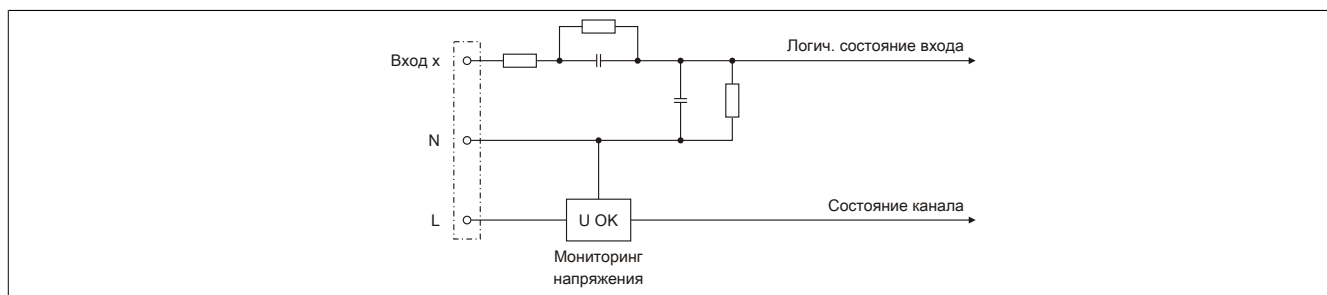 Вход x
Логич. состояние входа
N
L
U OK
Состояние канала
Мониторинг
напряжения